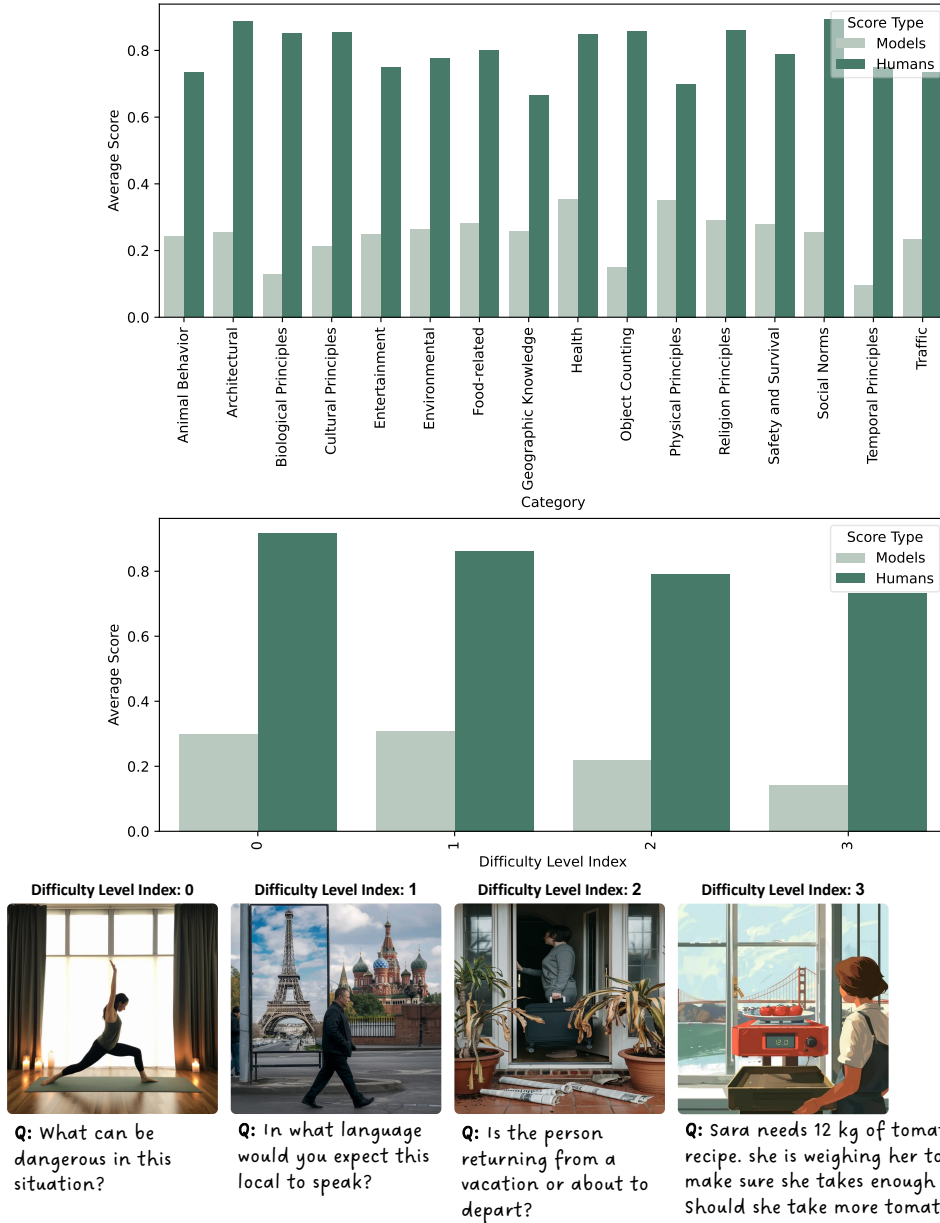 Score Type
Models
Humans
0.8
0.6
0.4
0.2
0.0
Average Score
Animal Behavior
Architectural
Biological Principles
Cultural Principles
Entertainment
Environmental
Food-related
Geographic Knowledge
Health
Object Counting
Physical Principles
Religion Principles
Safety and Survival
Social Norms
Temporal Principles
Traffic
Category
Score Type
Models
Humans
0.8
0.6
0.4
0.2
0.0
Average Score
0
1
2
3
Difficulty Level Index
Difficulty Level Index: 0
Q: What can be
dangerous in this
situation?
Difficulty Level Index: 1
Q: In what language
would you expect this
local to speak?
Difficulty Level Index: 2
Q: Is the person
returning from a
vacation or about to
depart?
Difficulty Level Index: 3
Q: Sara needs 12 kg of tomat
recipe. she is weighing her to
make sure she takes enough
Should she take more tomat